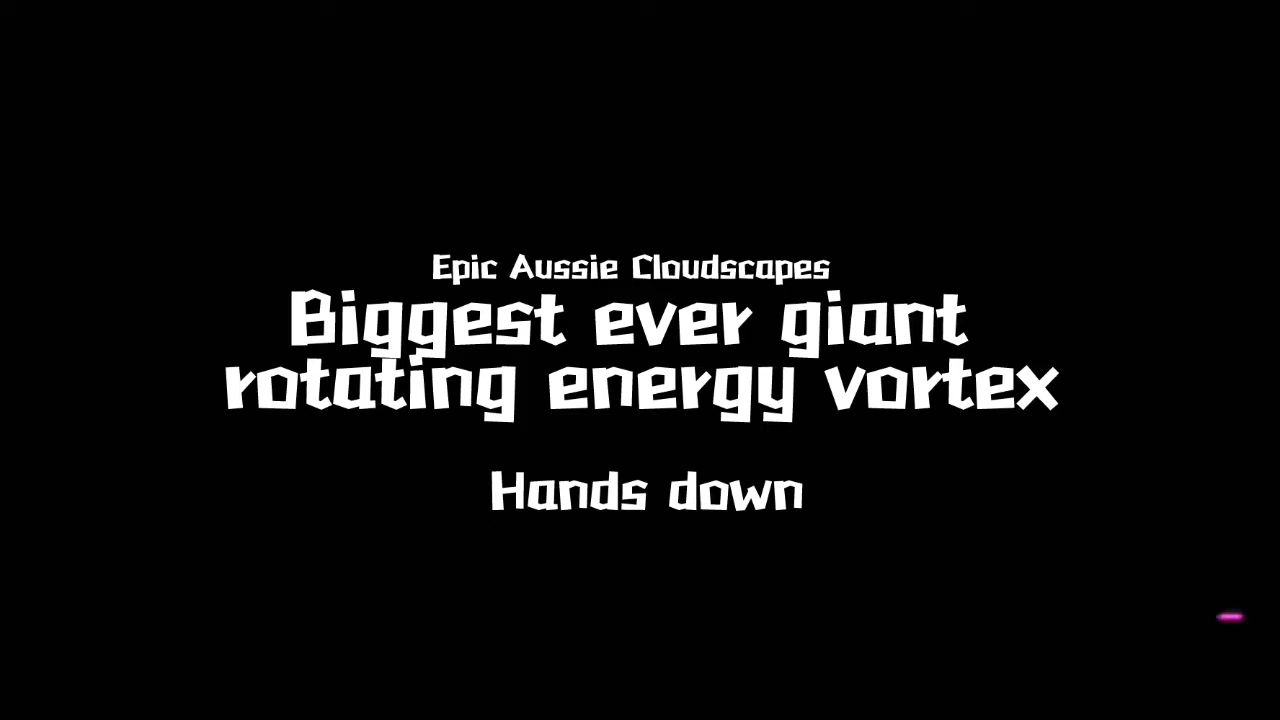 Epic Aussie Cloudscapes
Biggest ever giant
rotating energy vortex
Hands down